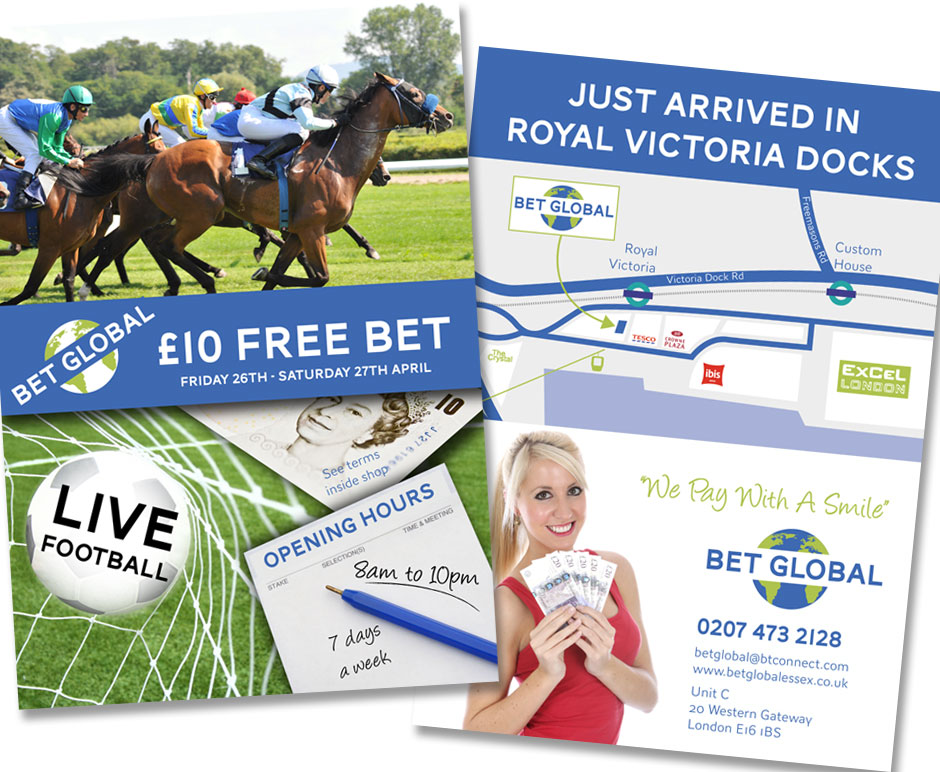 BET GLOBAL
£10 FREE BET
FRIDAY 26TH - SATURDAY 27TH APRIL
LIVE
FOOTBALL
10
See terms
inside shop
OPENING HOURS
TIME & MEETING
SELECTION(S)
STAKE
8am to 10pm
7 days
a week
JUST ARRIVED IN
ROYAL VICTORIA DOCKS
BET GLOBAL
Freemasons Rd
Royal
Victoria
Custom
House
Victoria Dock Rd
TESCO
CROWNE
PLAZA
The
Crystal
ibis
ExCeL
LONDON
"We Pay With A Smile"
BET GLOBAL
£20
0207 473 2128
betglobal@btconnect.com
www.betglobalessex.co.uk
Unit C
20 Western Gateway
London E16 1BS